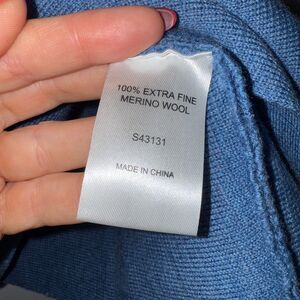 100% EXTRA FINE
MERINO WOOL
S43131
MADE IN CHINA